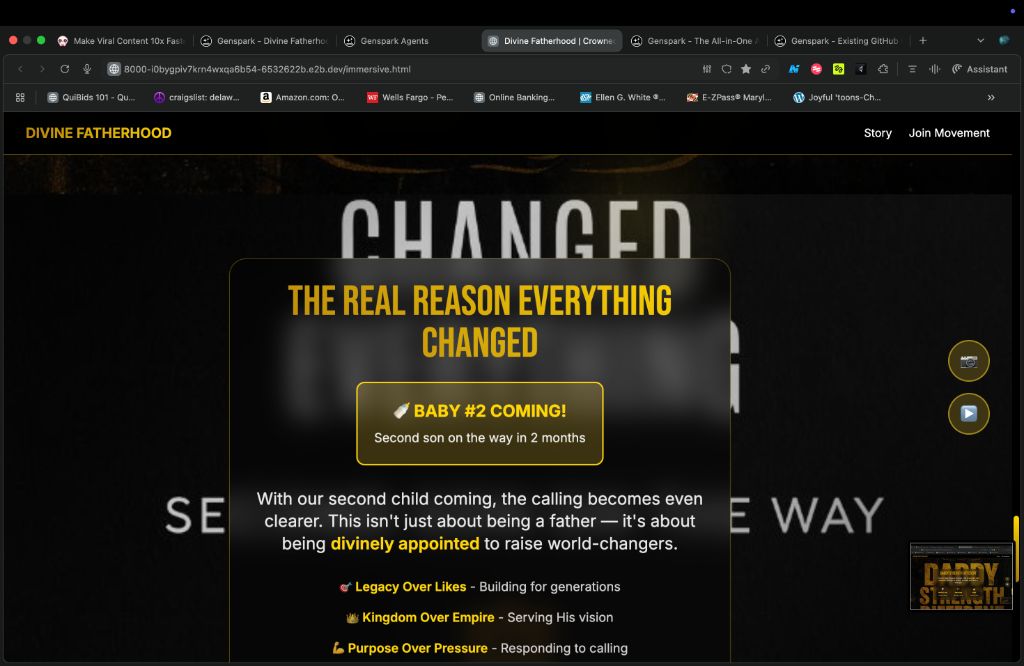 Make Viral Content 10x Fast
Genspark - Divine Fatherhoo
Genspark Agents
Divine Fatherhood | Crowne
Genspark - The All-in-One A
Genspark - Existing GitHub
8000-i0bygpiv7krn4wxqa6b54-6532622b.e2b.dev/immersive.html
Assistant
QuiBids 101 - Qu...
craigslist: delaw...
Amazon.com: O...
Wells Fargo - Pe...
Online Banking...
Ellen G. White ®...
E-ZPass® Maryl...
Joyful 'toons-Ch...
DIVINE FATHERHOOD
Story
Join Movement
CHANGED
THE REAL REASON EVERYTHING
CHANGED
🍼 BABY #2 COMING!
Second son on the way in 2 months
With our second child coming, the calling becomes even
clearer. This isn't just about being a father — it's about
being divinely appointed to raise world-changers.
SE
E WAY
🎯 Legacy Over Likes - Building for generations
👑 Kingdom Over Empire - Serving His vision
💪 Purpose Over Pressure - Responding to calling
DADDY
STRENGTH